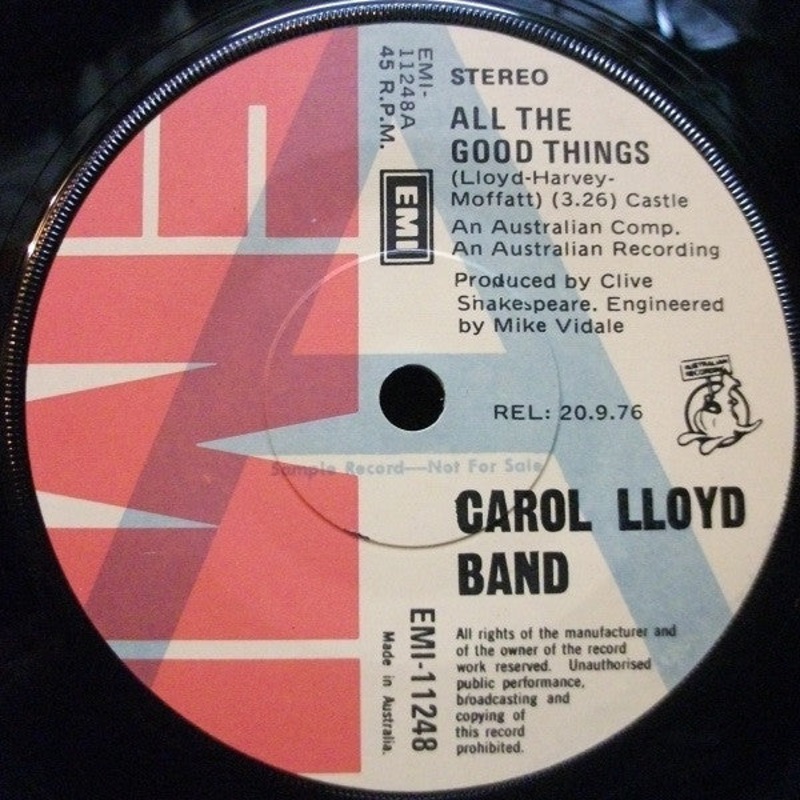 EMI-
11248A
45 R.P.M.
EMI
STEREO
ALL THE
GOOD THINGS
(Lloyd-Harvey-
Moffatt) (3.26) Castle
An Australian Comp.
An Australian Recording
Produced by Clive
Shakespeare. Engineered
by Mike Vidale
AUSTRALIAN
RECORDING
REL: 20.9.76
Sample Record—Not For Sale
CAROL LLOYD
BAND
EMI-11248
Made in Australia.
All rights of the manufacturer and
of the owner of the record
work reserved. Unauthorised
public performance,
broadcasting and
copying of
this record
prohibited.
EMI
A